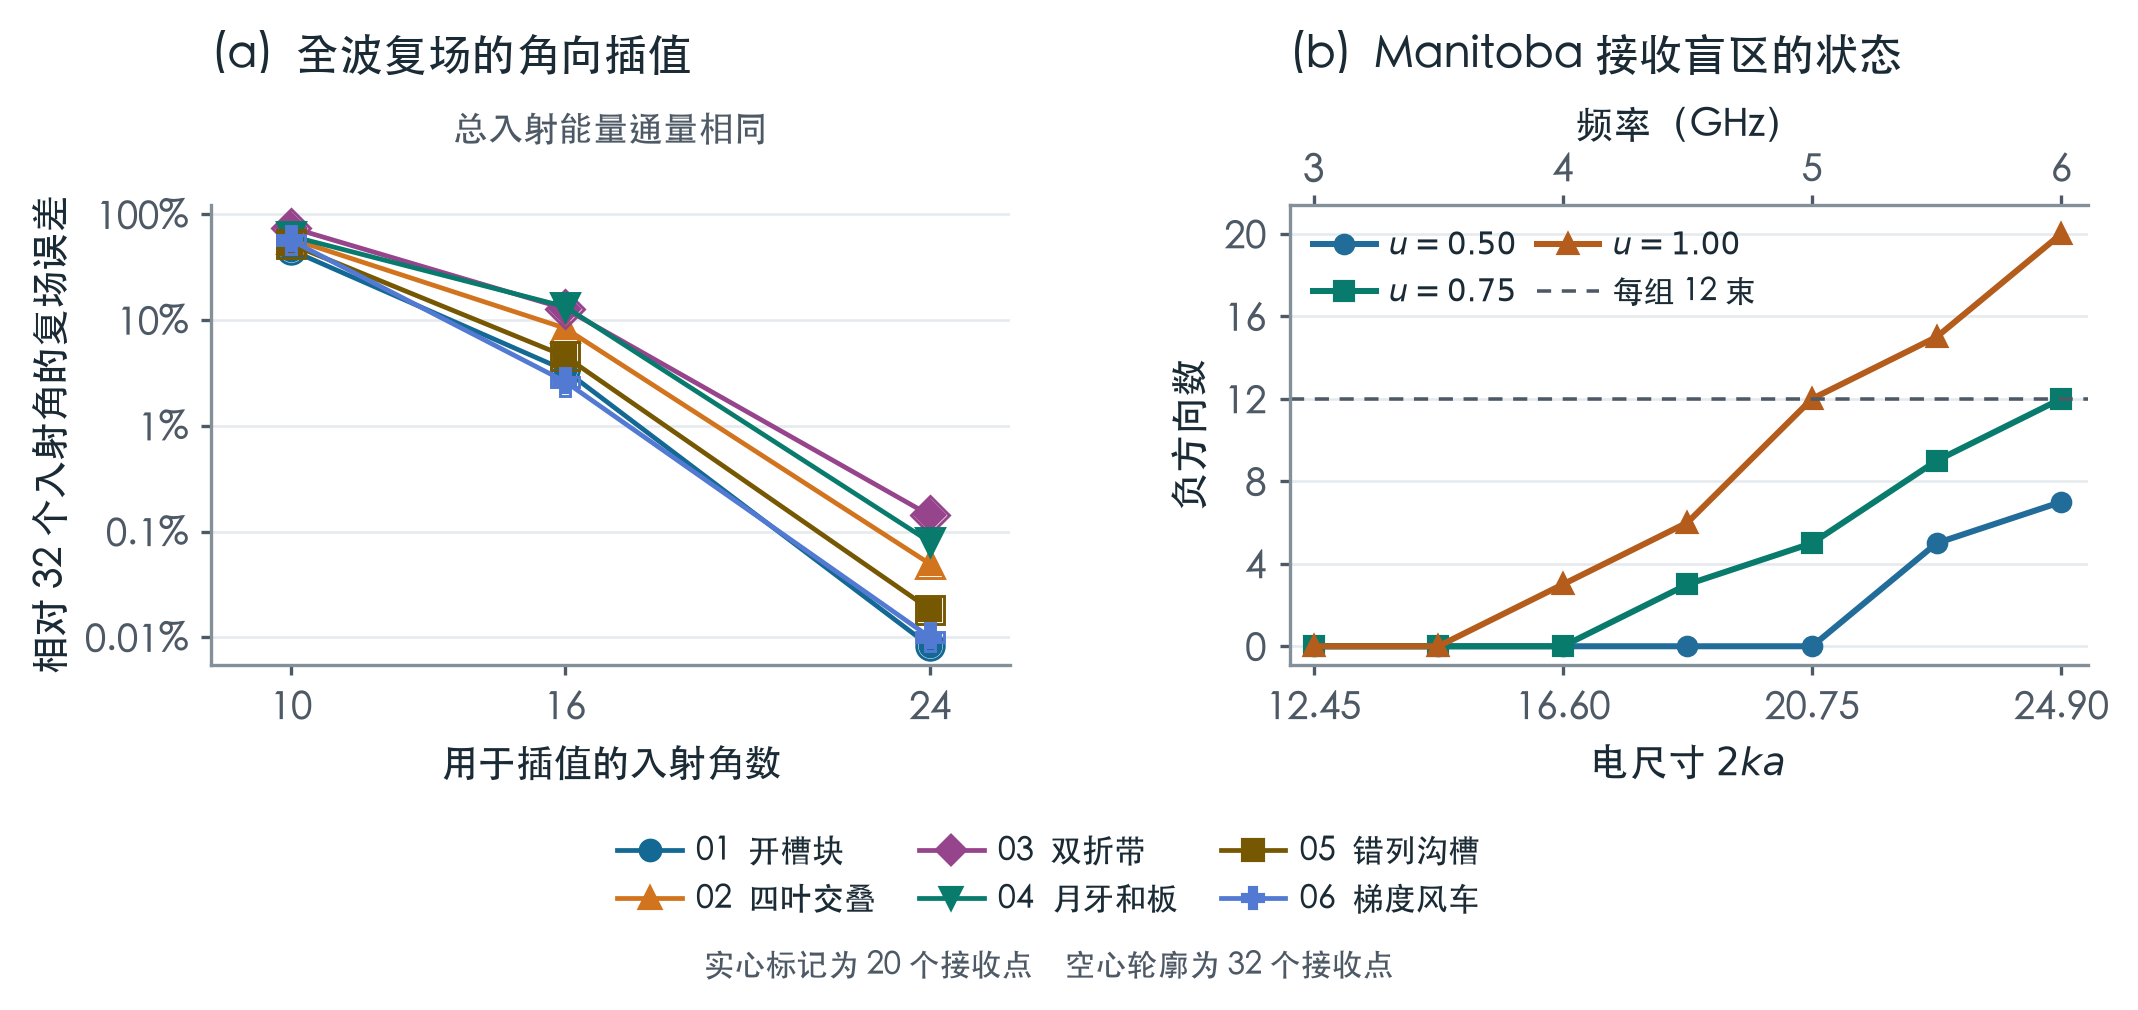 (a) 全波复场的角向插值
总入射能量通量相同
相对 32 个入射角的复场误差
100%
10%
1%
0.1%
0.01%
10 16 24
用于插值的入射角数
(b) Manitoba 接收盲区的状态
频率 (GHz)
3 4 5 6
负方向数
20
16
12
8
4
0
u = 0.50 u = 1.00
u = 0.75 每组 12 束
12.45 16.60 20.75 24.90
电尺寸 2ka
01 开槽块 03 双折带 05 错列沟槽
02 四叶交叠 04 月牙和板 06 梯度风车
实心标记为 20 个接收点 空心轮廓为 32 个接收点